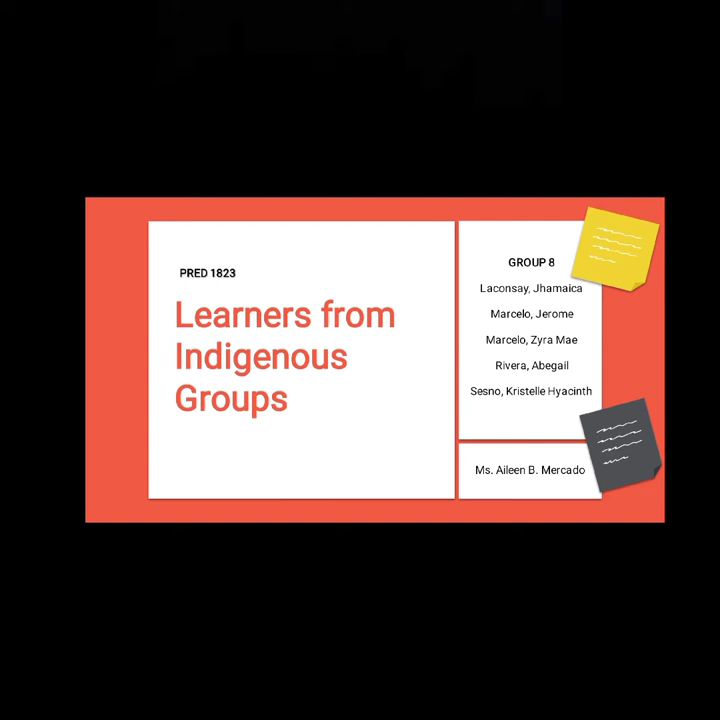 PRED 1823
Learners from
Indigenous
Groups
GROUP 8
Laconsay, Jhamaica
Marcelo, Jerome
Marcelo, Zyra Mae
Rivera, Abegail
Sesno, Kristelle Hyacinth
Ms. Aileen B. Mercado